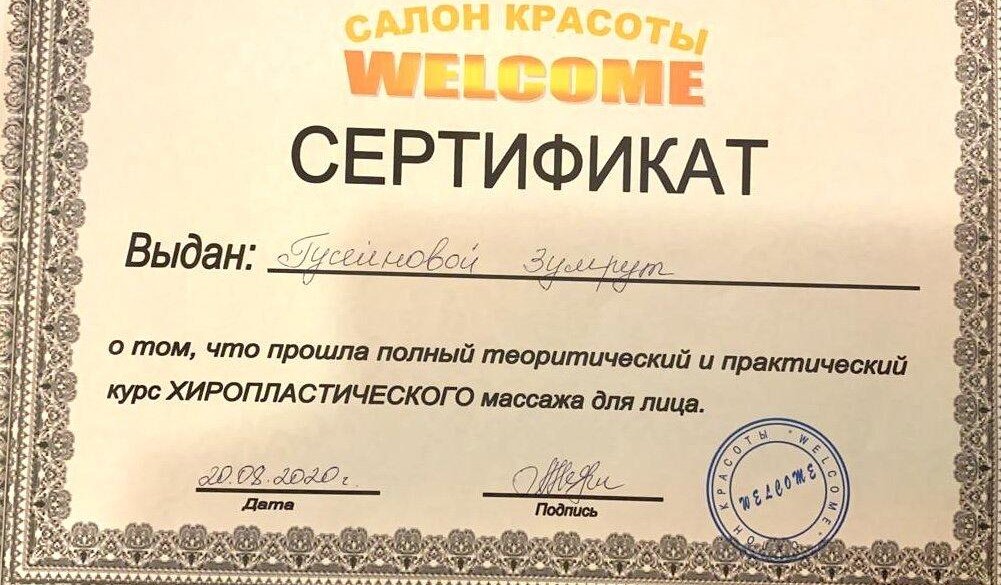 САЛОН КРАСОТЫ
WELCOME
СЕРТИФИКАТ
Выдан: Гусейновой Зумрут
о том, что прошла полный теоритический и практический
курс ХИРОПЛАСТИЧЕСКОГО массажа для лица.
20.08.2020г.
Дата
Подпись
КРАСОТЫ * WELCOME *
WELCOME